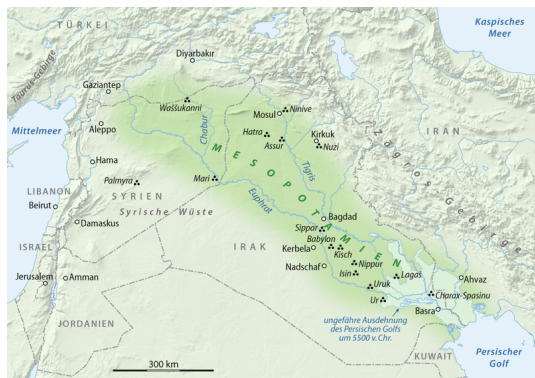 TÜRKEI
Kaspisches
Meer
Taurus-Gebirge
Diyarbakır
Gaziantep
Waššukanni
Mosul
Ninive
Mittelmeer
Aleppo
Chabur
Hatra
Assur
Kirkuk
Nuzi
IRAN
Zagros-Gebirge
Hama
MESOPOTAMIEN
Tigris
Palmyra
Mari
LIBANON
SYRIEN
Euphrat
Beirut
Syrische Wüste
Damaskus
Bagdad
Sippar
ISRAEL
IRAK
Babylon
Kerbela
Kisch
Nadschaf
Nippur
Isin
Lagaš
Ahvaz
Jerusalem
Amman
Uruk
Charax-Spasinu
Ur
Basra
JORDANIEN
ungefähre Ausdehnung
des Persischen Golfs
um 5500 v. Chr.
300 km
KUWAIT
Persischer
Golf